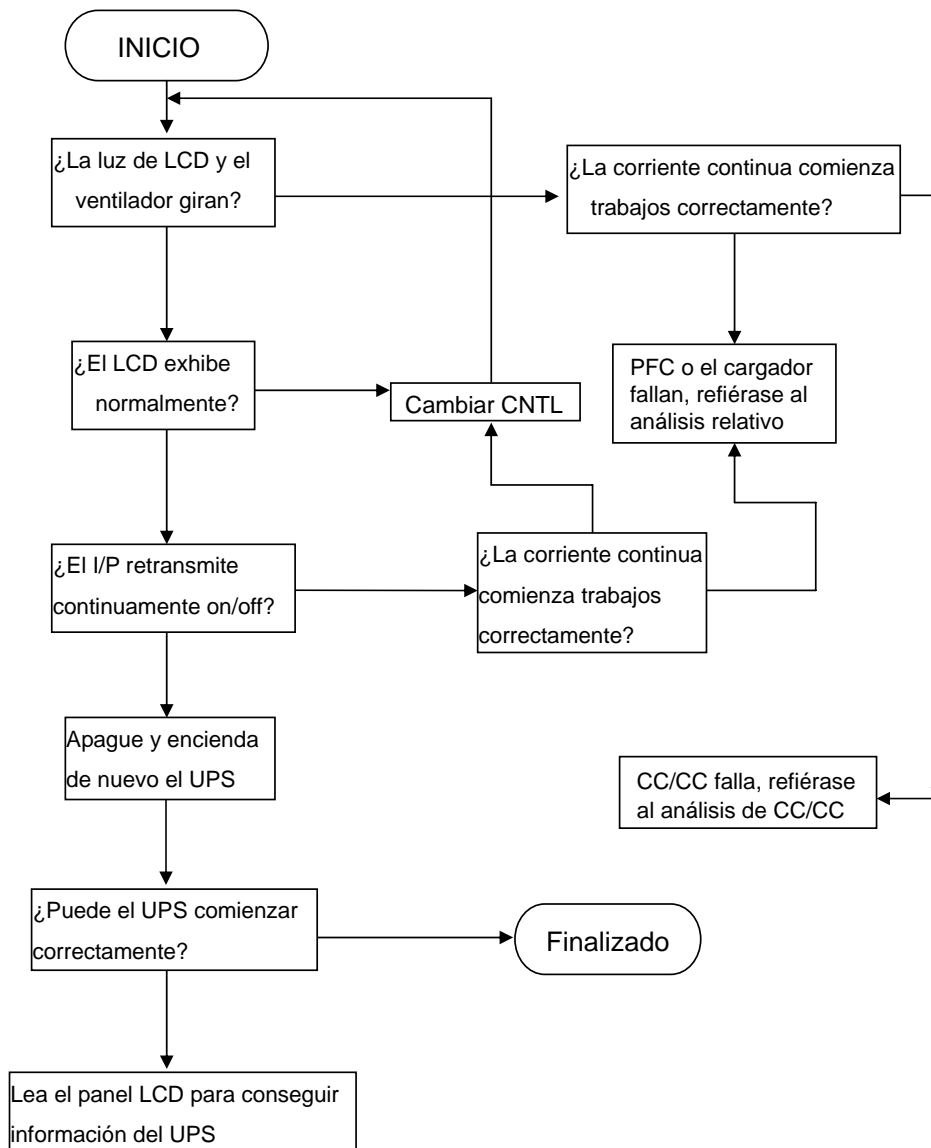 INICIO
¿La luz de LCD y el
ventilador giran?
¿La corriente continua comienza
trabajos correctamente?
¿El LCD exhibe
normalmente?
Cambiar CNTL
PFC o el cargador
fallan, refiérase al
análisis relativo
¿El I/P retransmite
continuamente on/off?
¿La corriente continua
comienza trabajos
correctamente?
Apague y encienda
de nuevo el UPS
CC/CC falla, refiérase
al análisis de CC/CC
¿Puede el UPS comienzar
correctamente?
Finalizado
Lea el panel LCD para conseguir
información del UPS